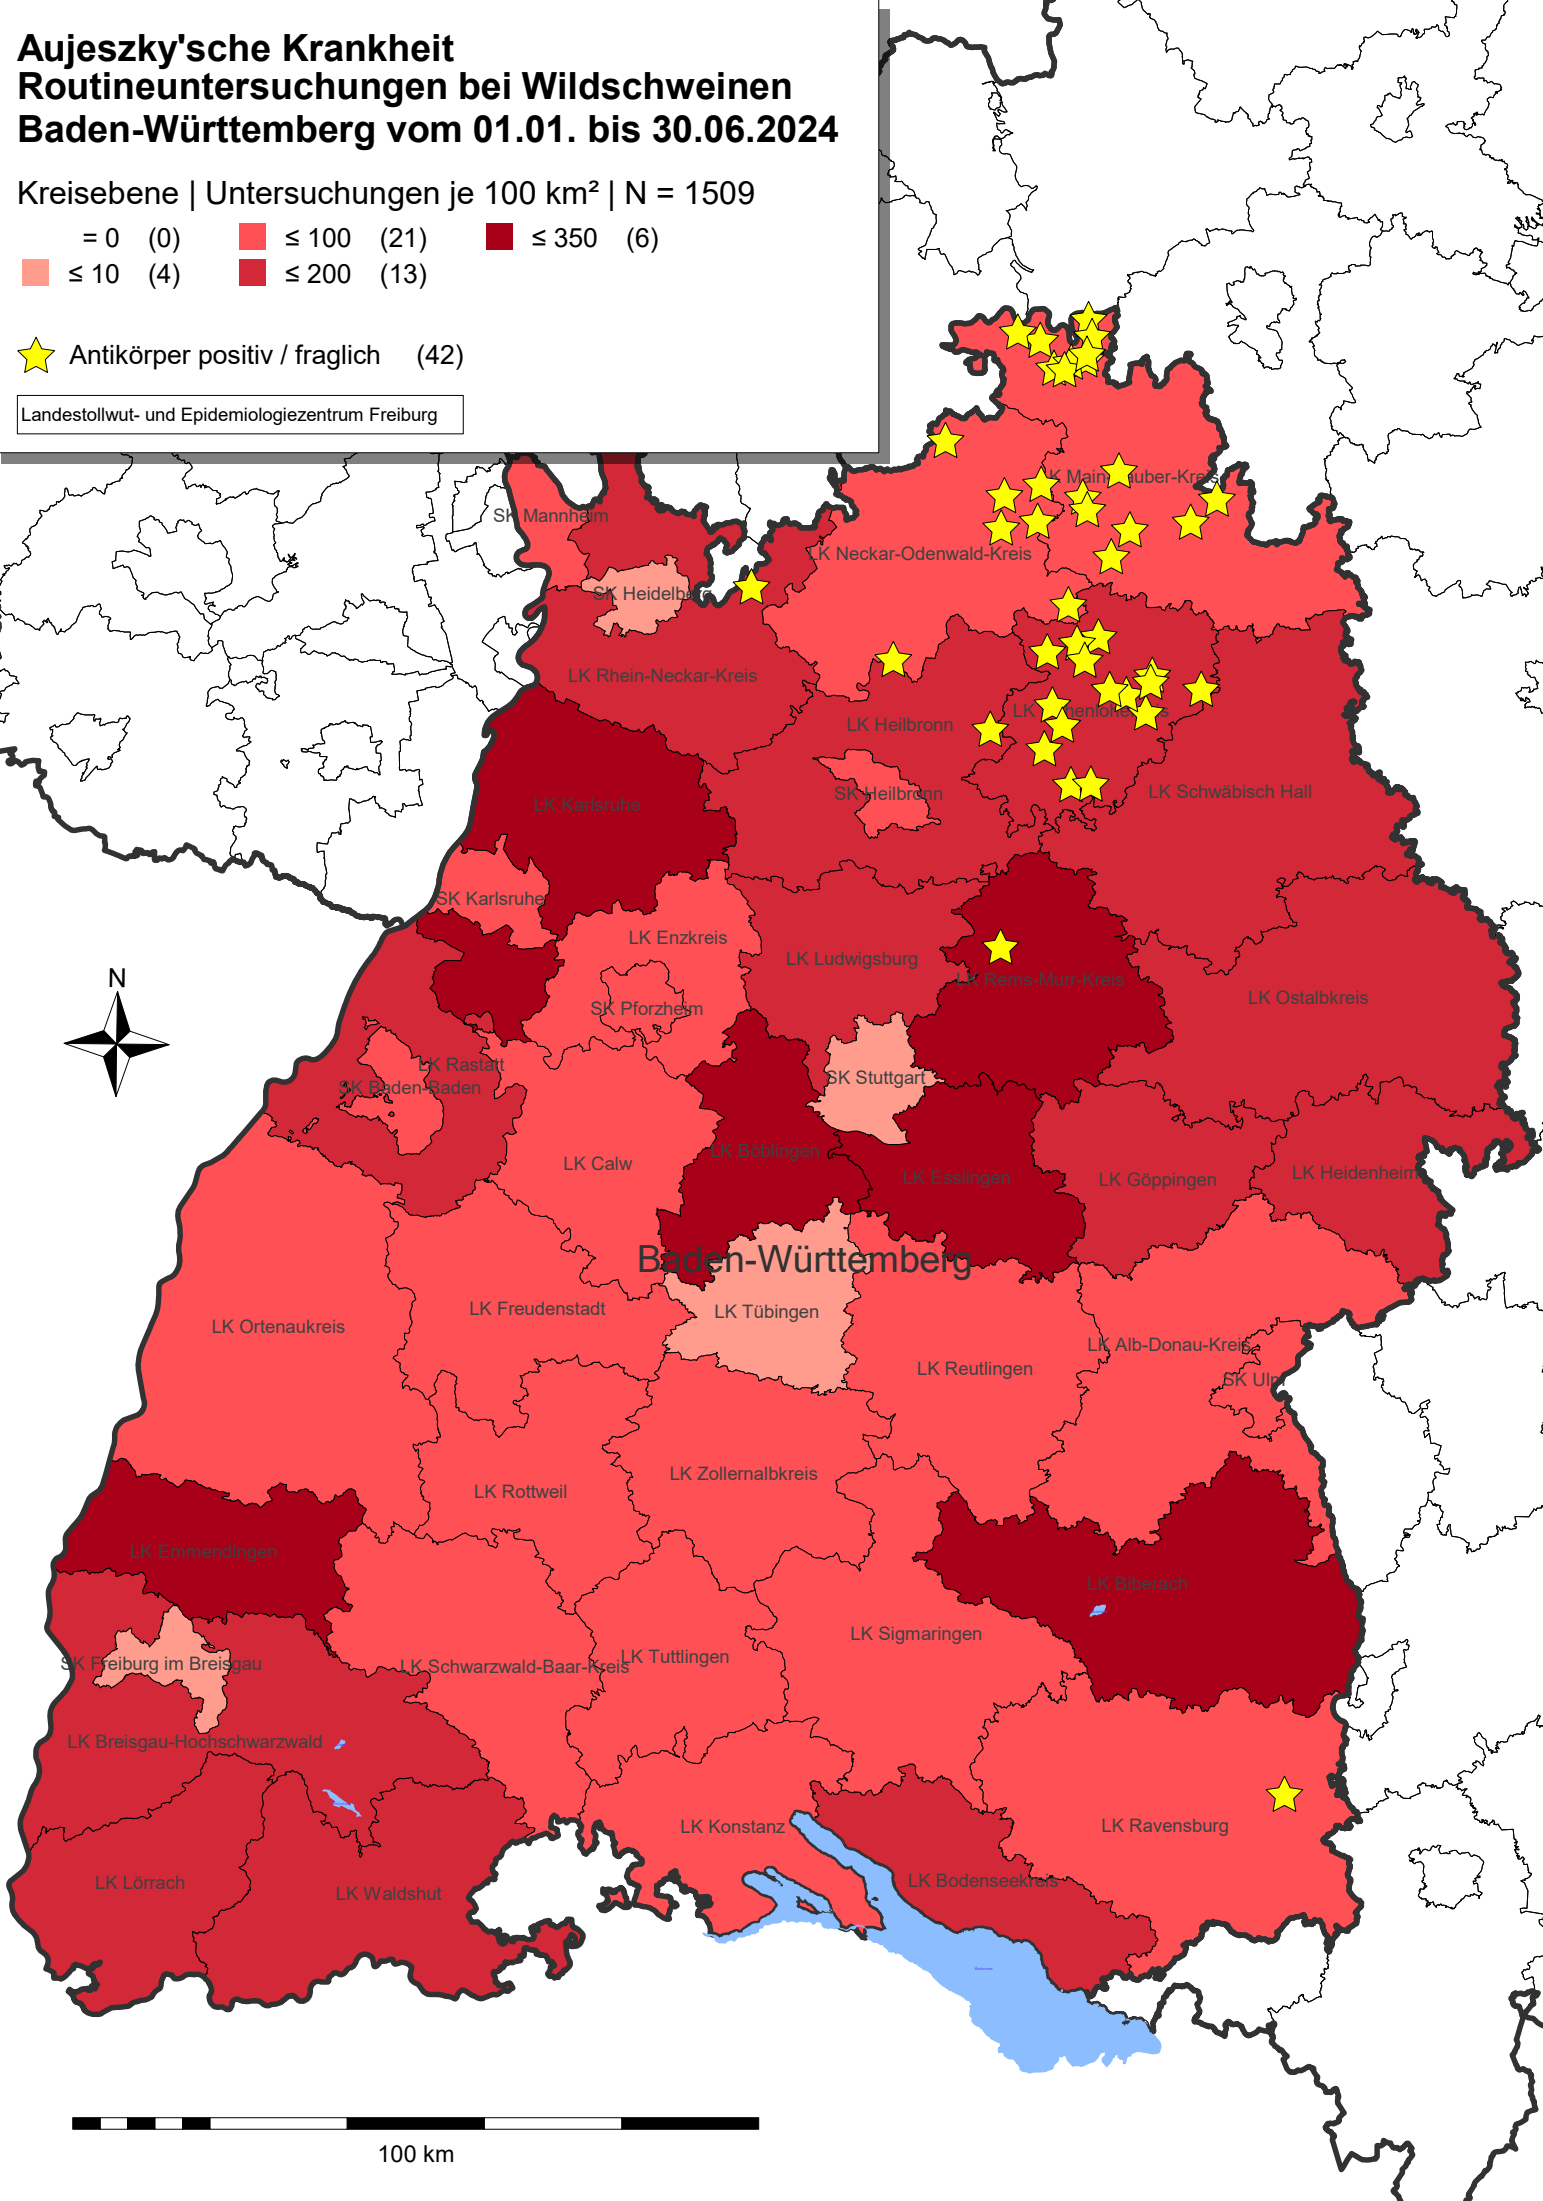 Aujeszky'sche Krankheit
Routineuntersuchungen bei Wildschweinen
Baden-Württemberg vom 01.01. bis 30.06.2024
Kreisebene | Untersuchungen je 100 km² | N = 1509
= 0 (0) ≤ 100 (21) ≤ 350 (6)
≤ 10 (4) ≤ 200 (13)
Antikörper positiv / fraglich (42)
Landestollwut- und Epidemiologiezentrum Freiburg
LK Main-Tauber-Kreis
SK Mannheim
LK Neckar-Odenwald-Kreis
SK Heidelberg
LK Rhein-Neckar-Kreis
LK Hohenlohekreis
LK Heilbronn
SK Heilbronn
LK Schwäbisch Hall
LK Karlsruhe
SK Karlsruhe
LK Enzkreis
LK Ludwigsburg
LK Rems-Murr-Kreis
LK Ostalbkreis
N
SK Pforzheim
LK Rastatt
SK Stuttgart
SK Baden-Baden
LK Böblingen
LK Calw
LK Esslingen
LK Göppingen
LK Heidenheim
Baden-Württemberg
LK Freudenstadt
LK Tübingen
LK Ortenaukreis
LK Alb-Donau-Kreis
LK Reutlingen
SK Ulm
LK Zollernalbkreis
LK Rottweil
LK Emmendingen
LK Biberach
LK Sigmaringen
LK Tuttlingen
SK Freiburg im Breisgau
LK Schwarzwald-Baar-Kreis
LK Breisgau-Hochschwarzwald
LK Konstanz
LK Ravensburg
LK Lörrach
LK Bodenseekreis
LK Waldshut
100 km